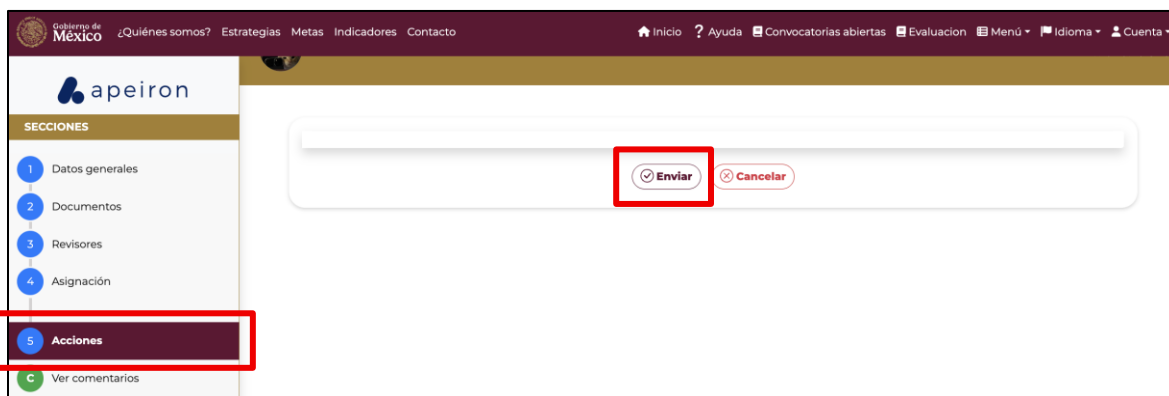 Gobierno de
México
¿Quiénes somos? Estrategias Metas Indicadores Contacto
Inicio ? Ayuda Convocatorias abiertas Evaluacion Menú Idioma Cuenta
apeiron
SECCIONES
1 Datos generales
2 Documentos
3 Revisores
4 Asignación
5 Acciones
C Ver comentarios
Enviar Cancelar